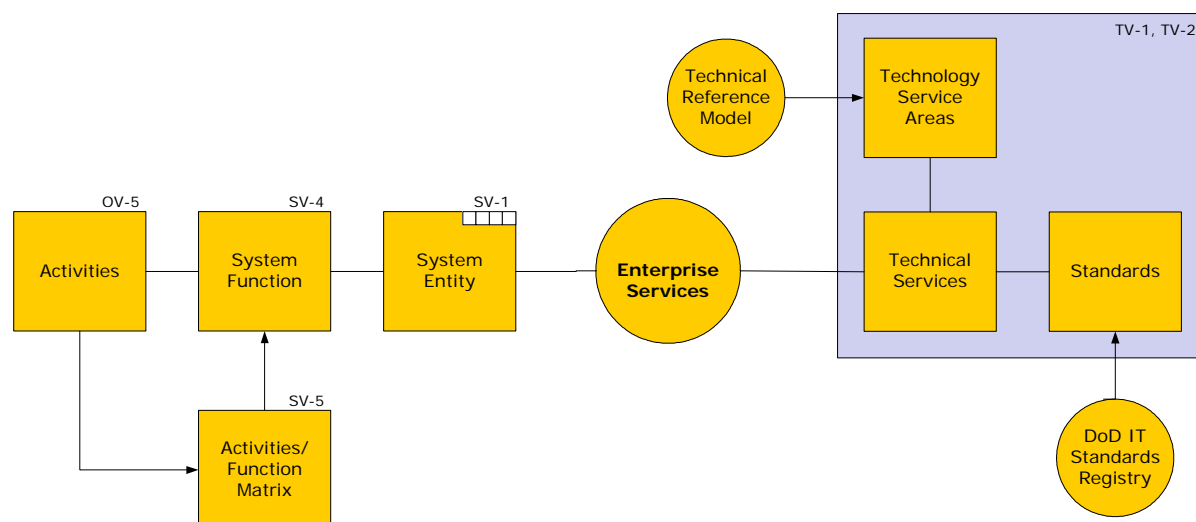 TV-1, TV-2
Technical
Reference
Model
Technology
Service
Areas
OV-5
SV-4
SV-1
Activities
System
Function
System
Entity
Enterprise
Services
Technical
Services
Standards
SV-5
Activities/
Function
Matrix
DoD IT
Standards
Registry